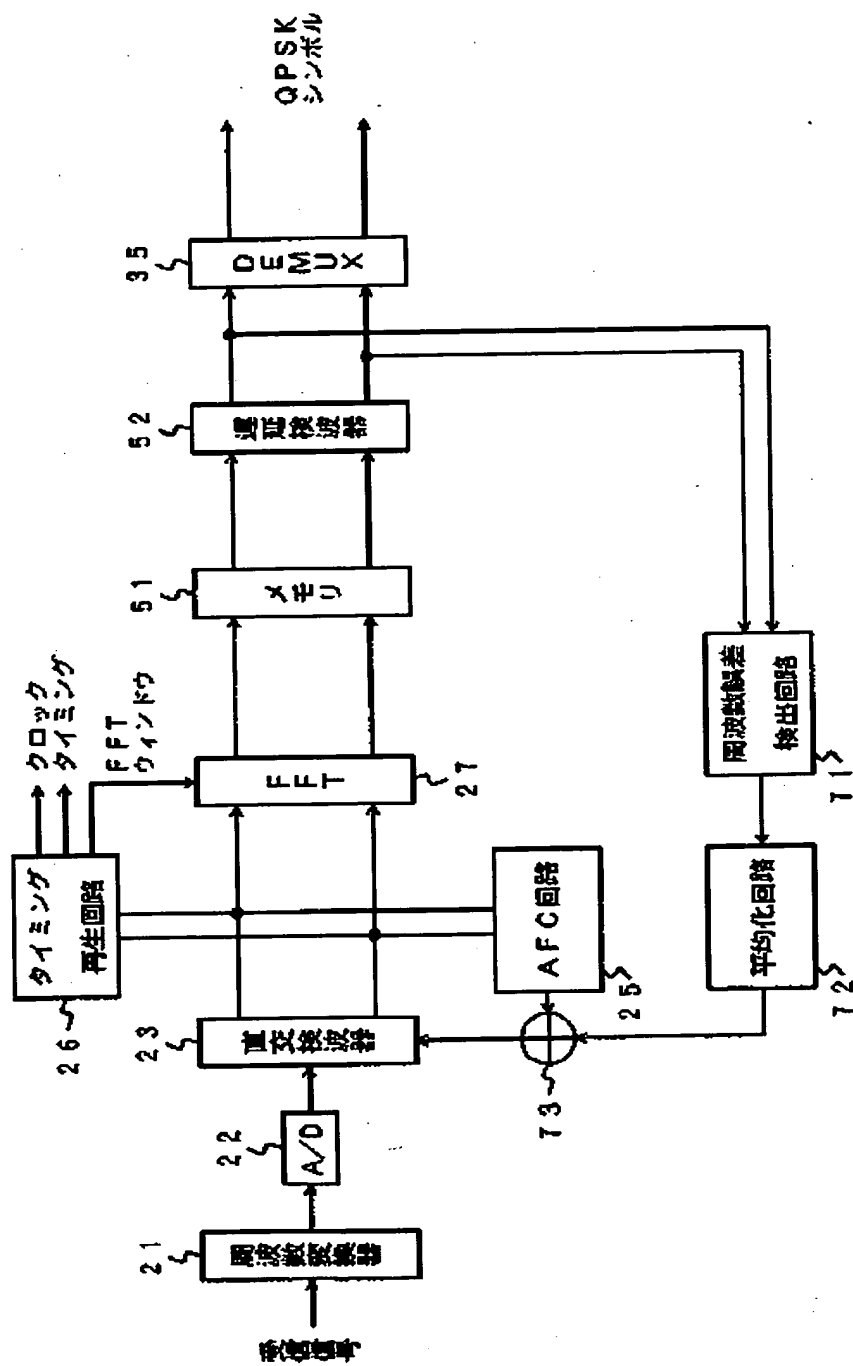 受信信号
21
周波数変換器
22
A/D
23
直交検波器
26
タイミング
再生回路
クロック
タイミング
FFT
ウィンドウ
FFT
27
51
メモリ
52
遅延検波器
35
DEMUX
QPSK
シンボル
AFC回路
25
73
平均化回路
72
周波数誤差
検出回路
71